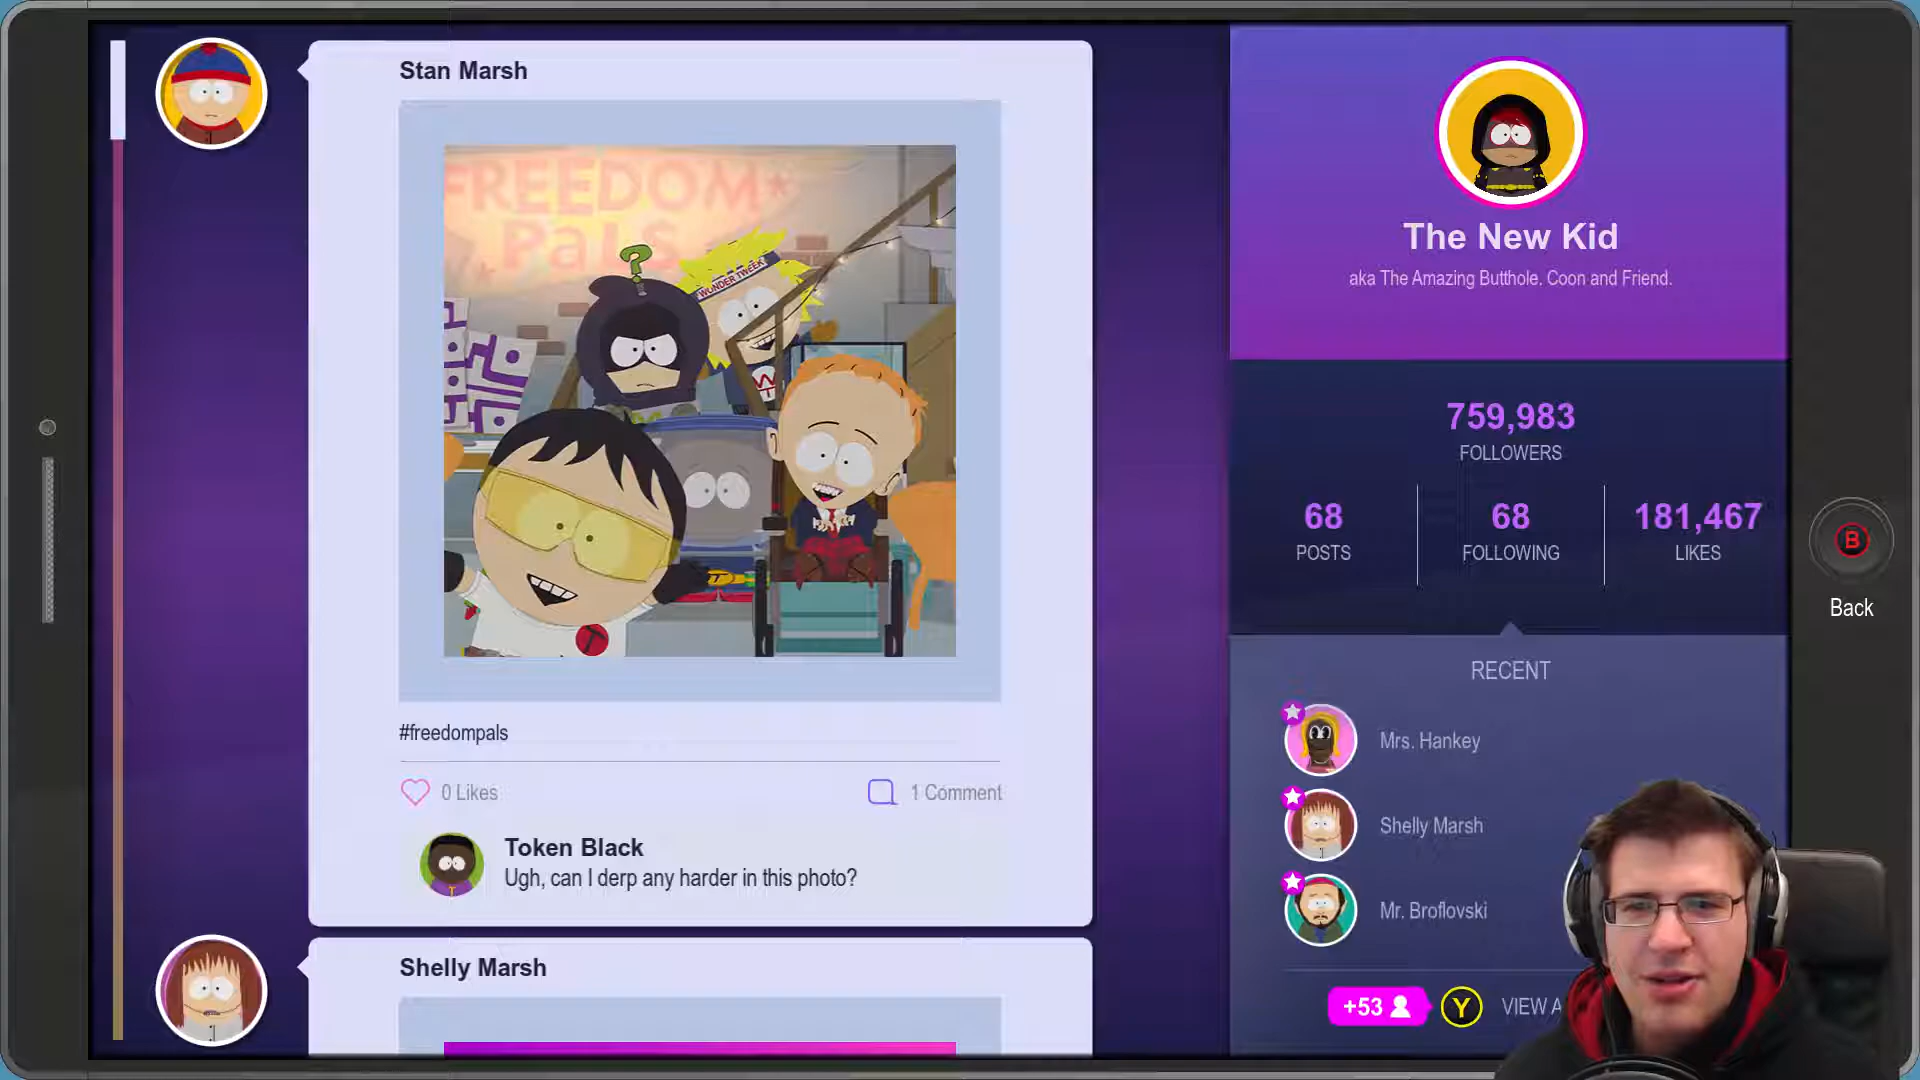 Stan Marsh
FREEDOM
PaLS
?
WUNDER TWEEK
W
T
T
#freedompals
0 Likes
1 Comment
Token Black
Ugh, can I derp any harder in this photo?
Shelly Marsh
The New Kid
aka The Amazing Butthole. Coon and Friend.
759,983
FOLLOWERS
68
POSTS
68
FOLLOWING
181,467
LIKES
RECENT
Mrs. Hankey
Shelly Marsh
Mr. Broflovski
+53
Y
VIEW A
B
Back